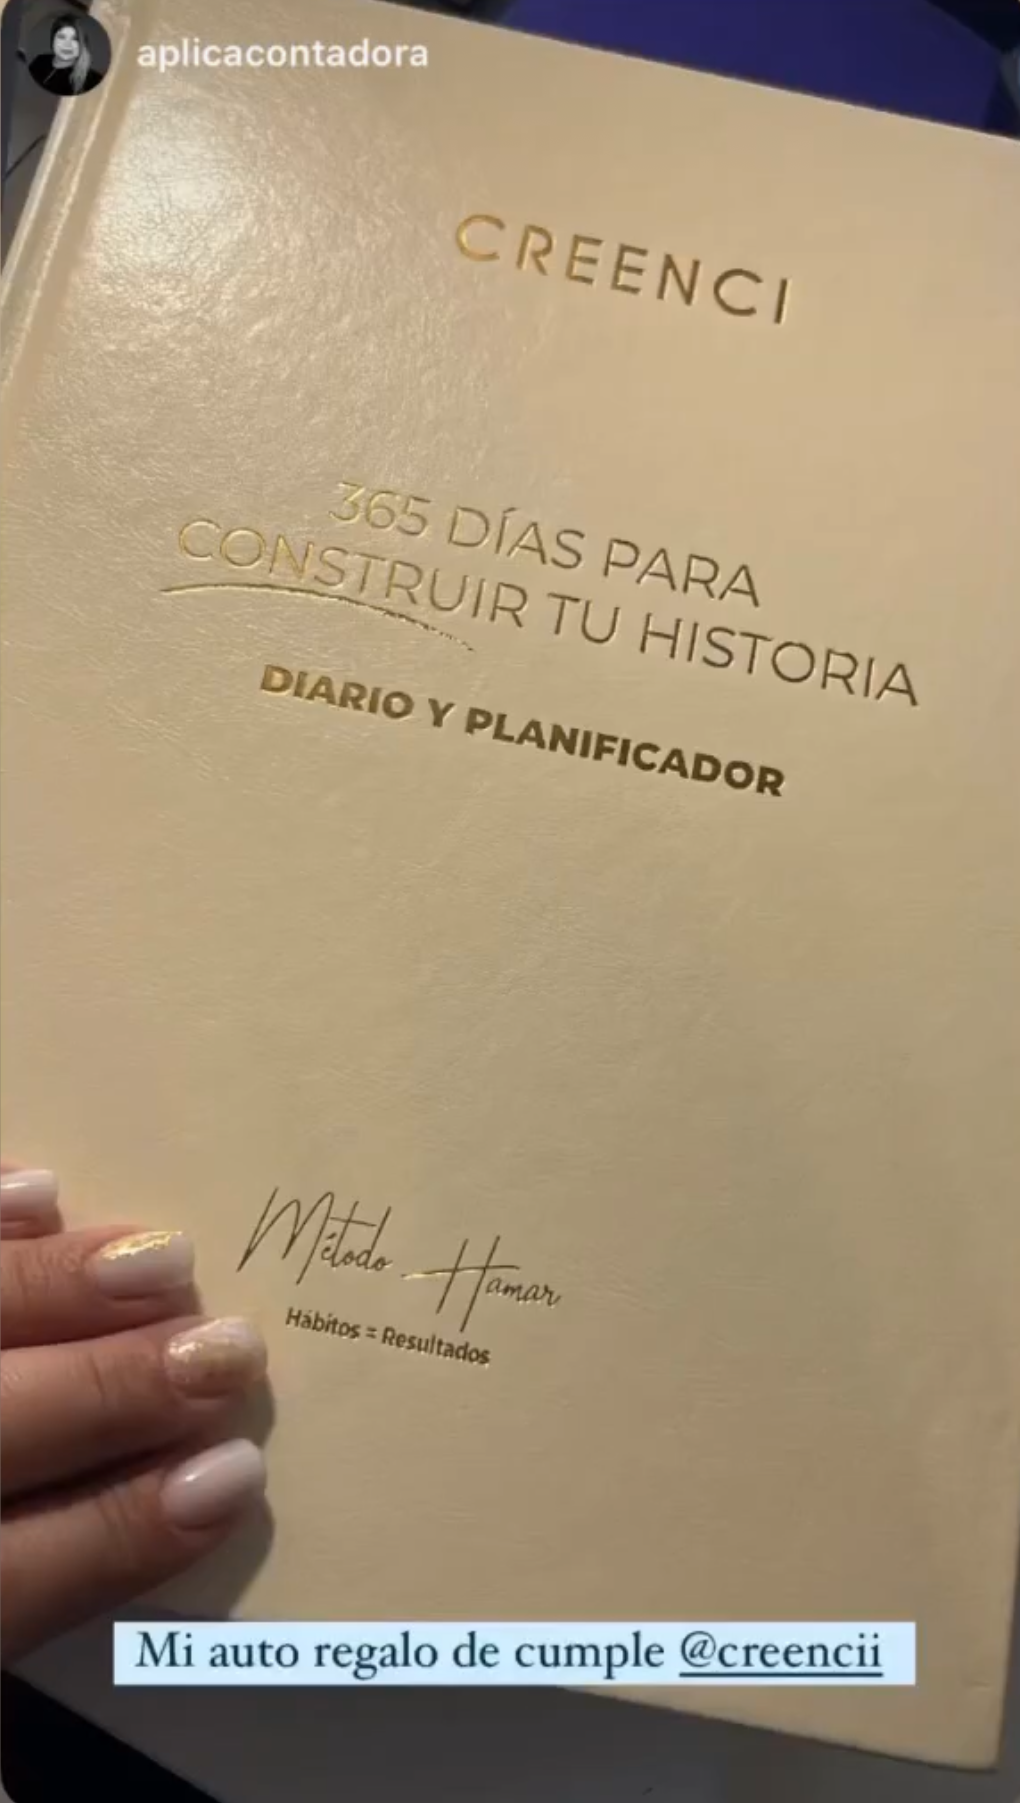 aplicacontadora
CREENCI
365 DÍAS PARA
CONSTRUIR TU HISTORIA
DIARIO Y PLANIFICADOR
Método Hamar
Hábitos = Resultados
Mi auto regalo de cumple @creencii